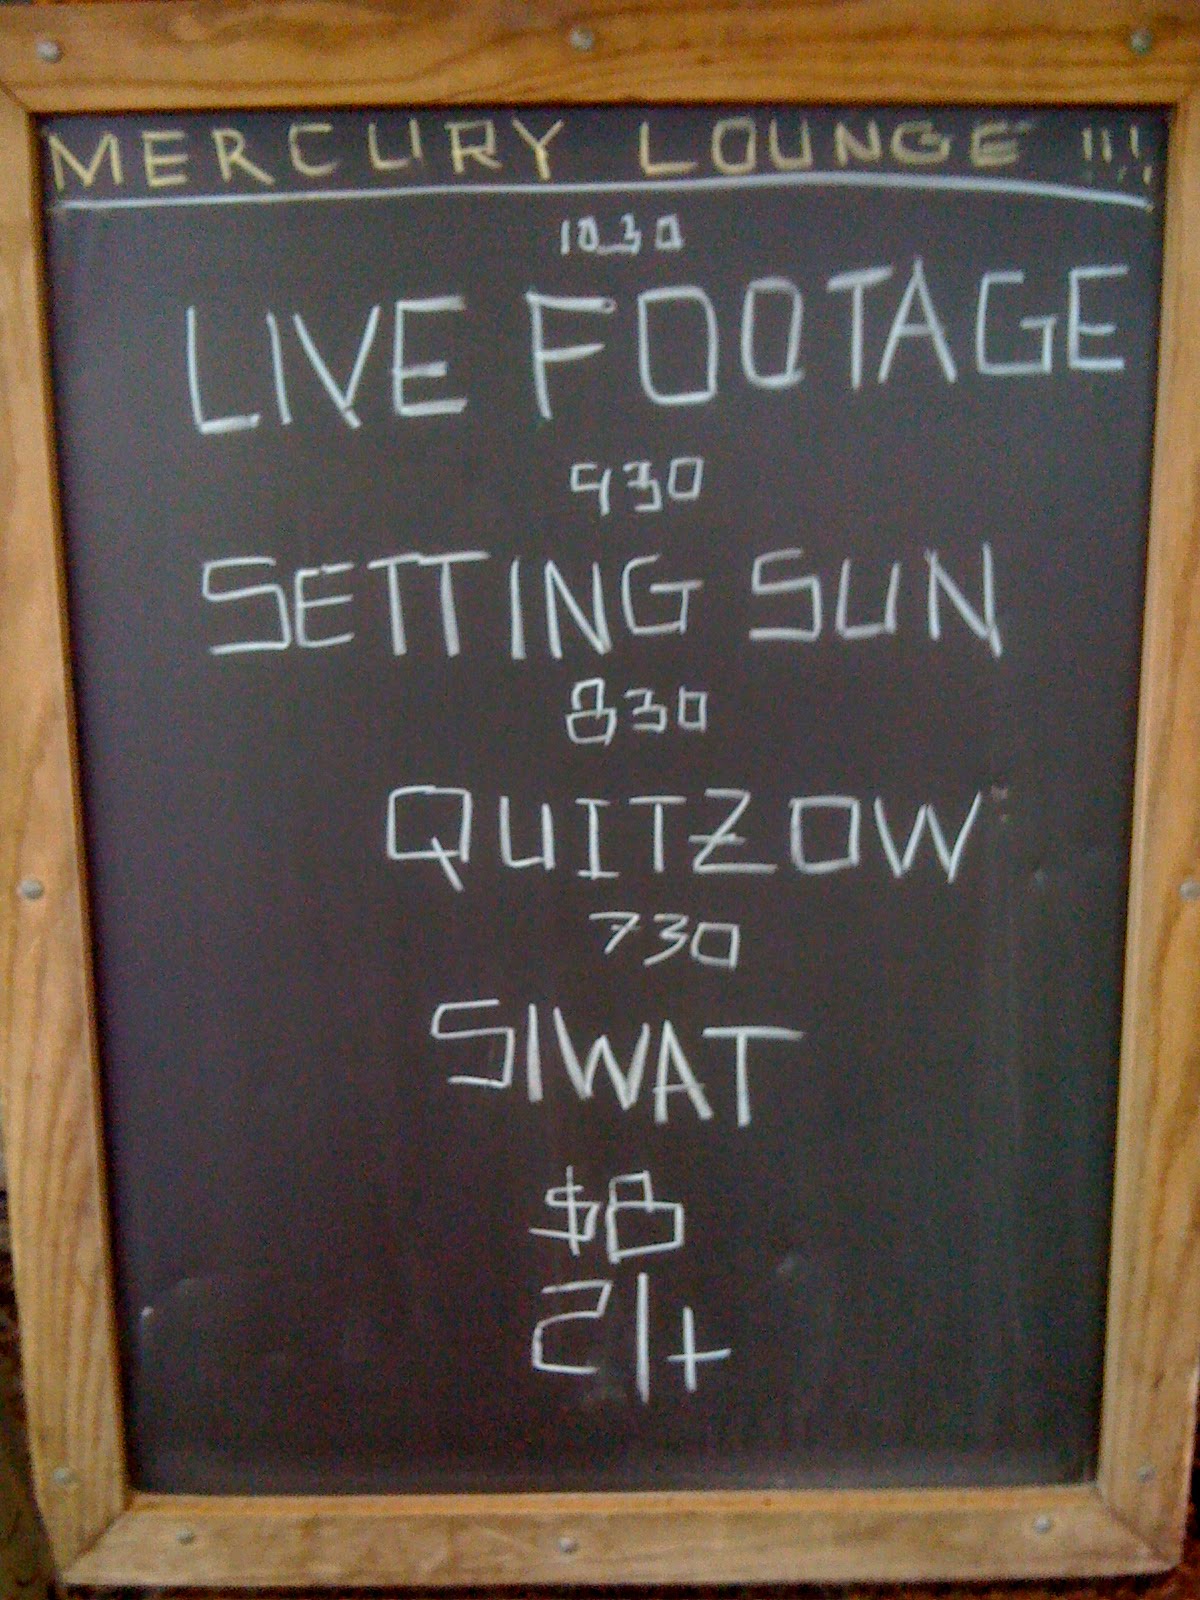 MERCURY LOUNGE !!!
1030
LIVE FOOTAGE
930
SETTING SUN
830
QUITZOW
730
SIWAT
$8
21+